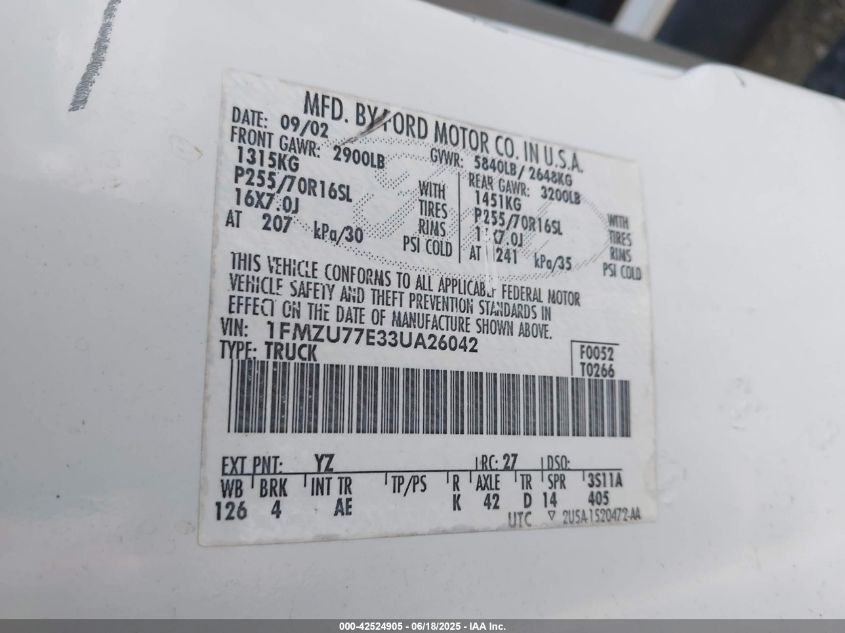 MFD. BY FORD MOTOR CO. IN U.S.A.
DATE: 09/02 GVWR: 5840LB/ 2648KG
FRONT GAWR: 2900LB REAR GAWR: 3200LB
1315KG WITH 1451KG WITH
P255/70R16SL TIRES P255/70R16SL TIRES
16X7.0J RIMS 1 X7.0J RIMS
AT 207 kPa/30 PSI COLD AT 241 kPa/35 PSI COLD
THIS VEHICLE CONFORMS TO ALL APPLICABLE FEDERAL MOTOR
VEHICLE SAFETY AND THEFT PREVENTION STANDARDS IN
EFFECT ON THE DATE OF MANUFACTURE SHOWN ABOVE.
VIN: 1FMZU77E33UA26042
TYPE: TRUCK
F0052
T0266
EXT PNT: YZ RC: 27 DSO:
WB BRK INT TR TP/PS R AXLE TR SPR 3S11A
126 4 AE K 42 D 14 405
UTC ▽ 2U5A-1520472-AA
000-42524905 - 06/18/2025 - IAA Inc.